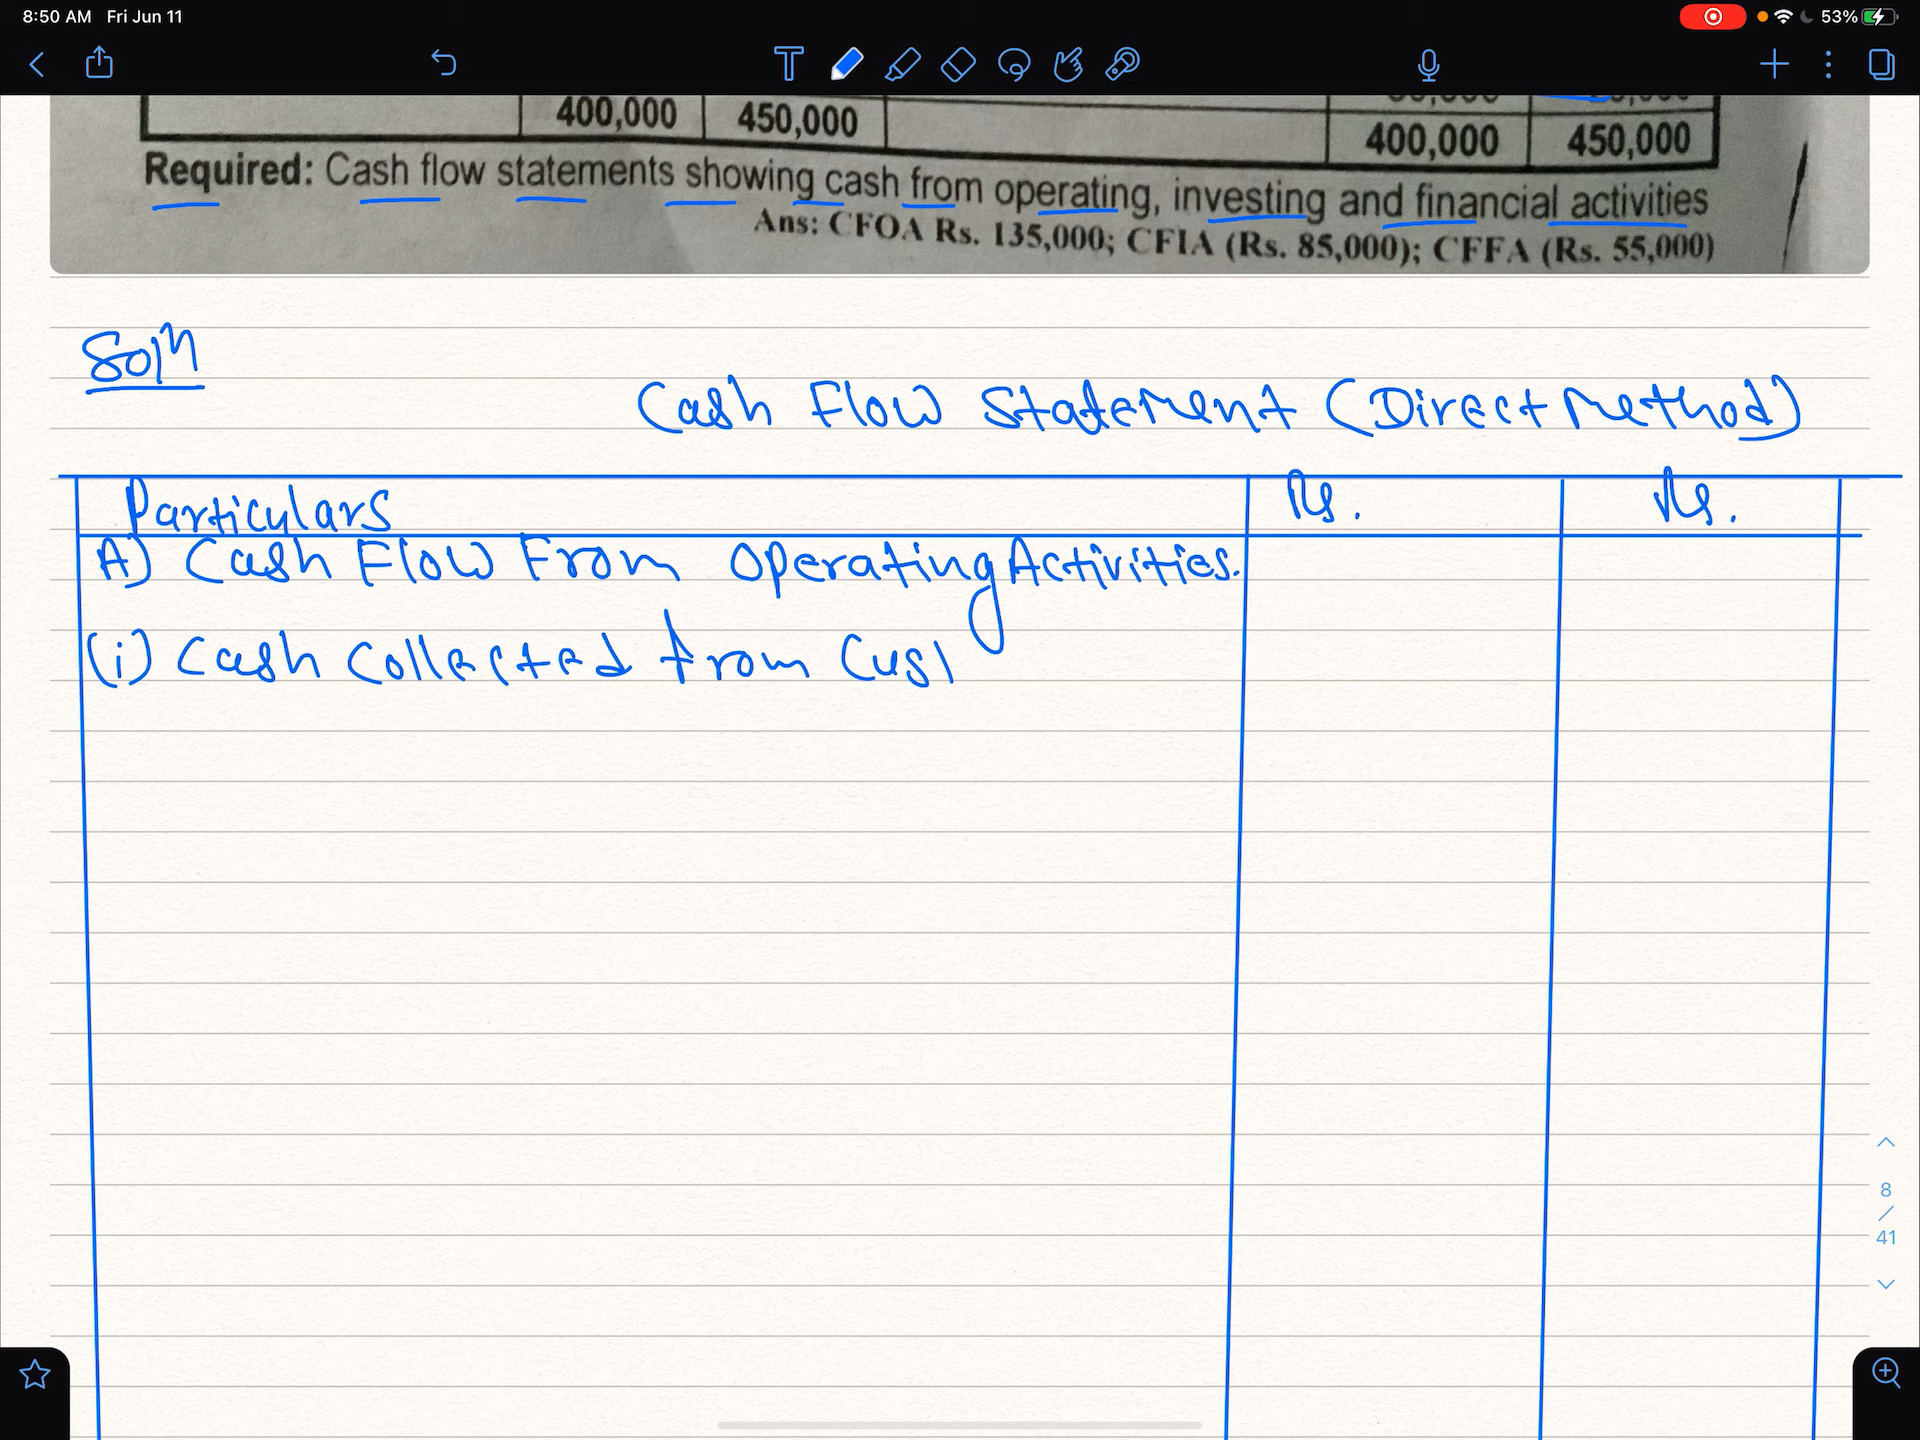 8:50 AM Fri Jun 11
53%
400,000 450,000 400,000 450,000
Required: Cash flow statements showing cash from operating, investing and financial activities
Ans: CFOA Rs. 135,000; CFIA (Rs. 85,000); CFFA (Rs. 55,000)
Soln
Cash Flow Statement (Direct Method)
Particulars Rs. Rs.
A) Cash Flow From Operating Activities.
(i) Cash Collected from Cus
8
/
41